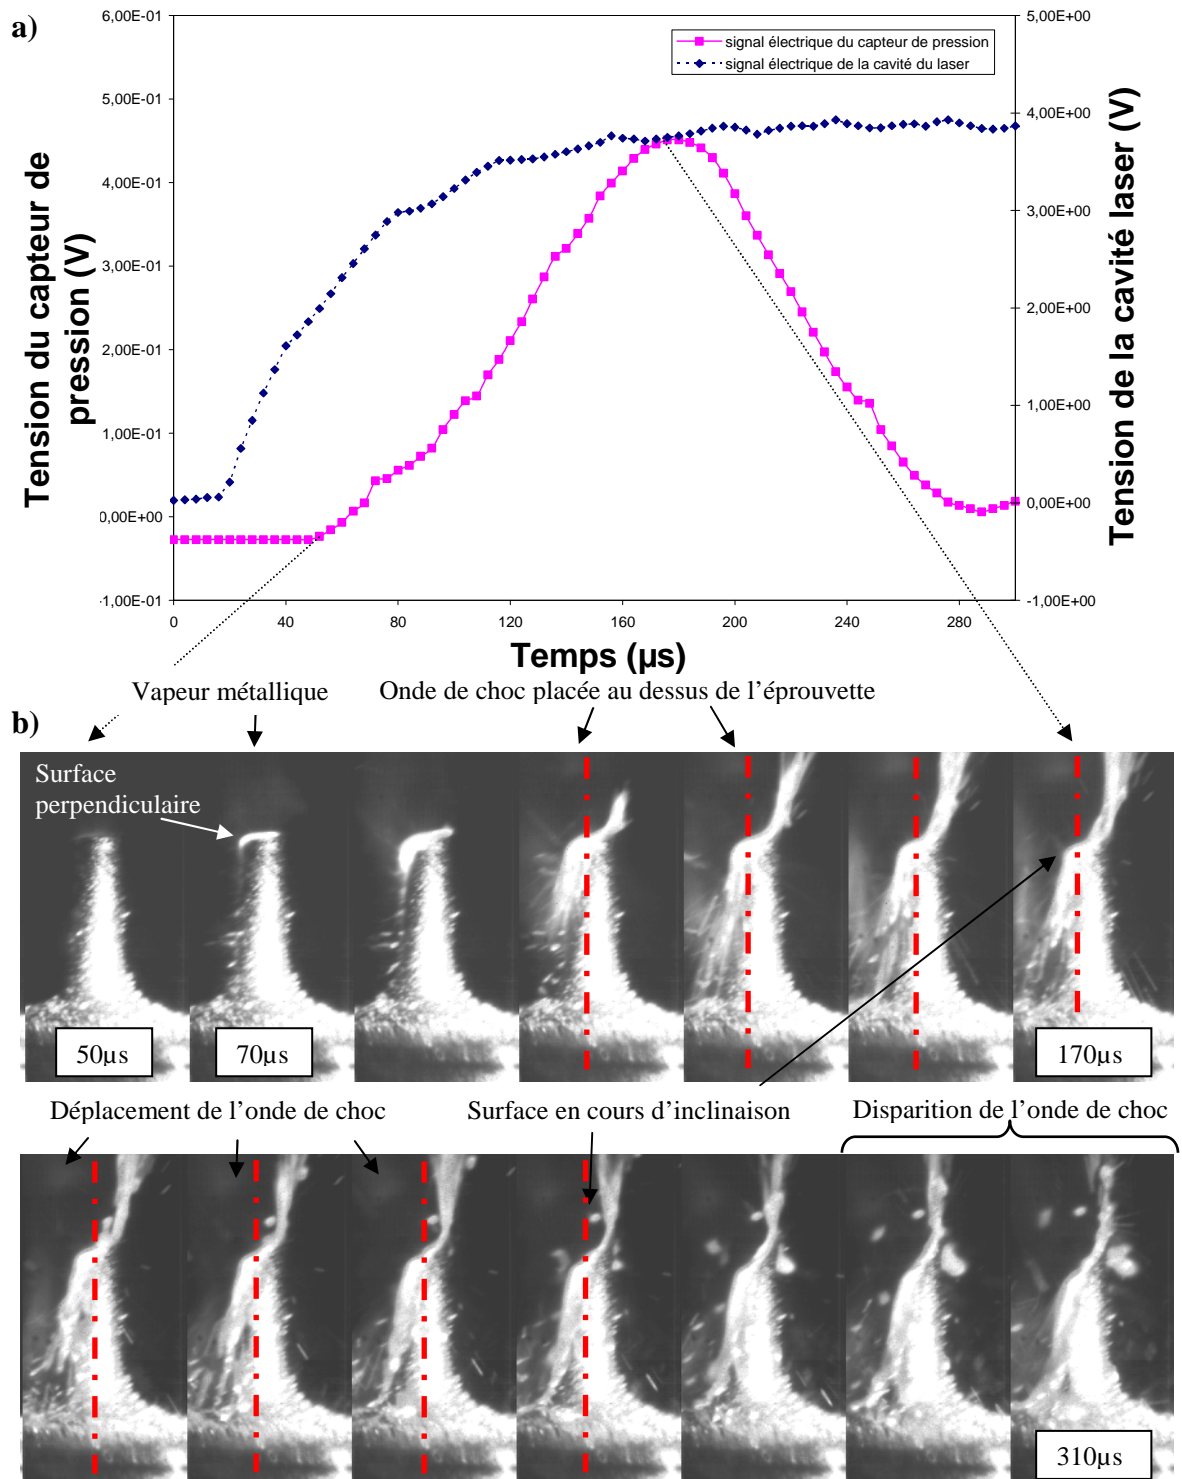 a)
6,00E-01
5,00E-01
4,00E-01
3,00E-01
2,00E-01
1,00E-01
0,00E+00
-1,00E-01
Tension du capteur de
pression (V)
signal électrique du capteur de pression
signal électrique de la cavité du laser
5,00E+00
4,00E+00
3,00E+00
2,00E+00
1,00E+00
0,00E+00
-1,00E+00
Tension de la cavité laser (V)
0 40 80 120 160 200 240 280
Temps (µs)
Vapeur métallique
Onde de choc placée au dessus de l’éprouvette
b)
Surface
perpendiculaire
50µs
70µs
170µs
Déplacement de l’onde de choc
Surface en cours d’inclinaison
Disparition de l’onde de choc
310µs